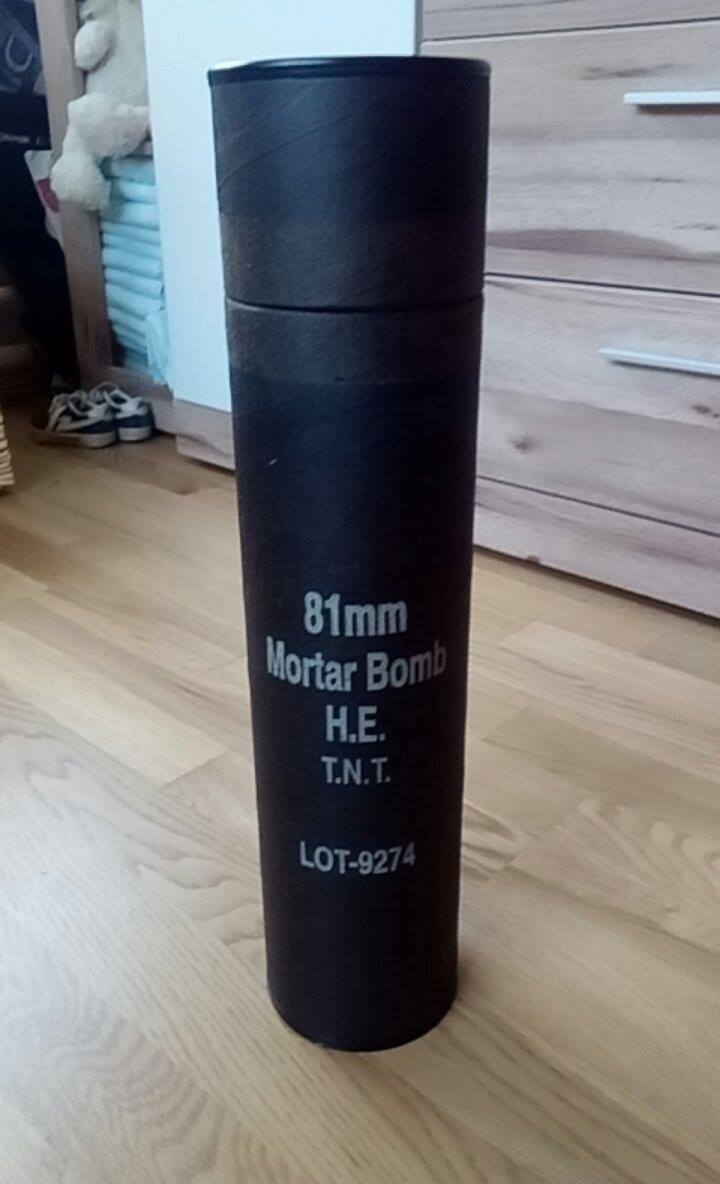 81mm
Mortar Bomb
H.E.
T.N.T.
LOT-9274